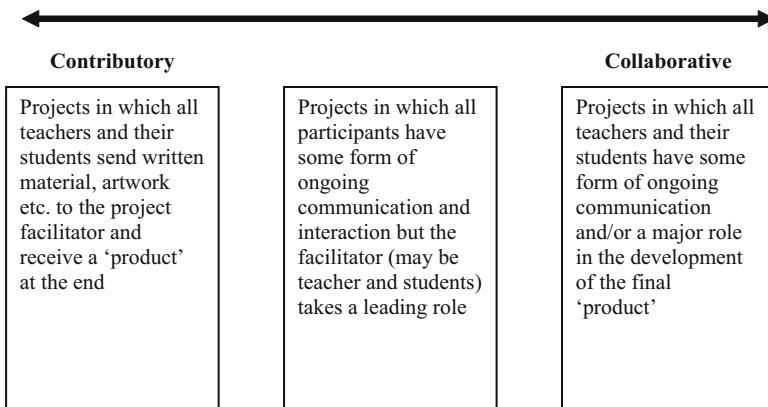 Contributory
Collaborative
Projects in which all
teachers and their
students send written
material, artwork
etc. to the project
facilitator and
receive a ‘product’
at the end
Projects in which all
participants have
some form of
ongoing
communication and
interaction but the
facilitator (may be
teacher and students)
takes a leading role
Projects in which all
teachers and their
students have some
form of ongoing
communication
and/or a major role
in the development
of the final
‘product’